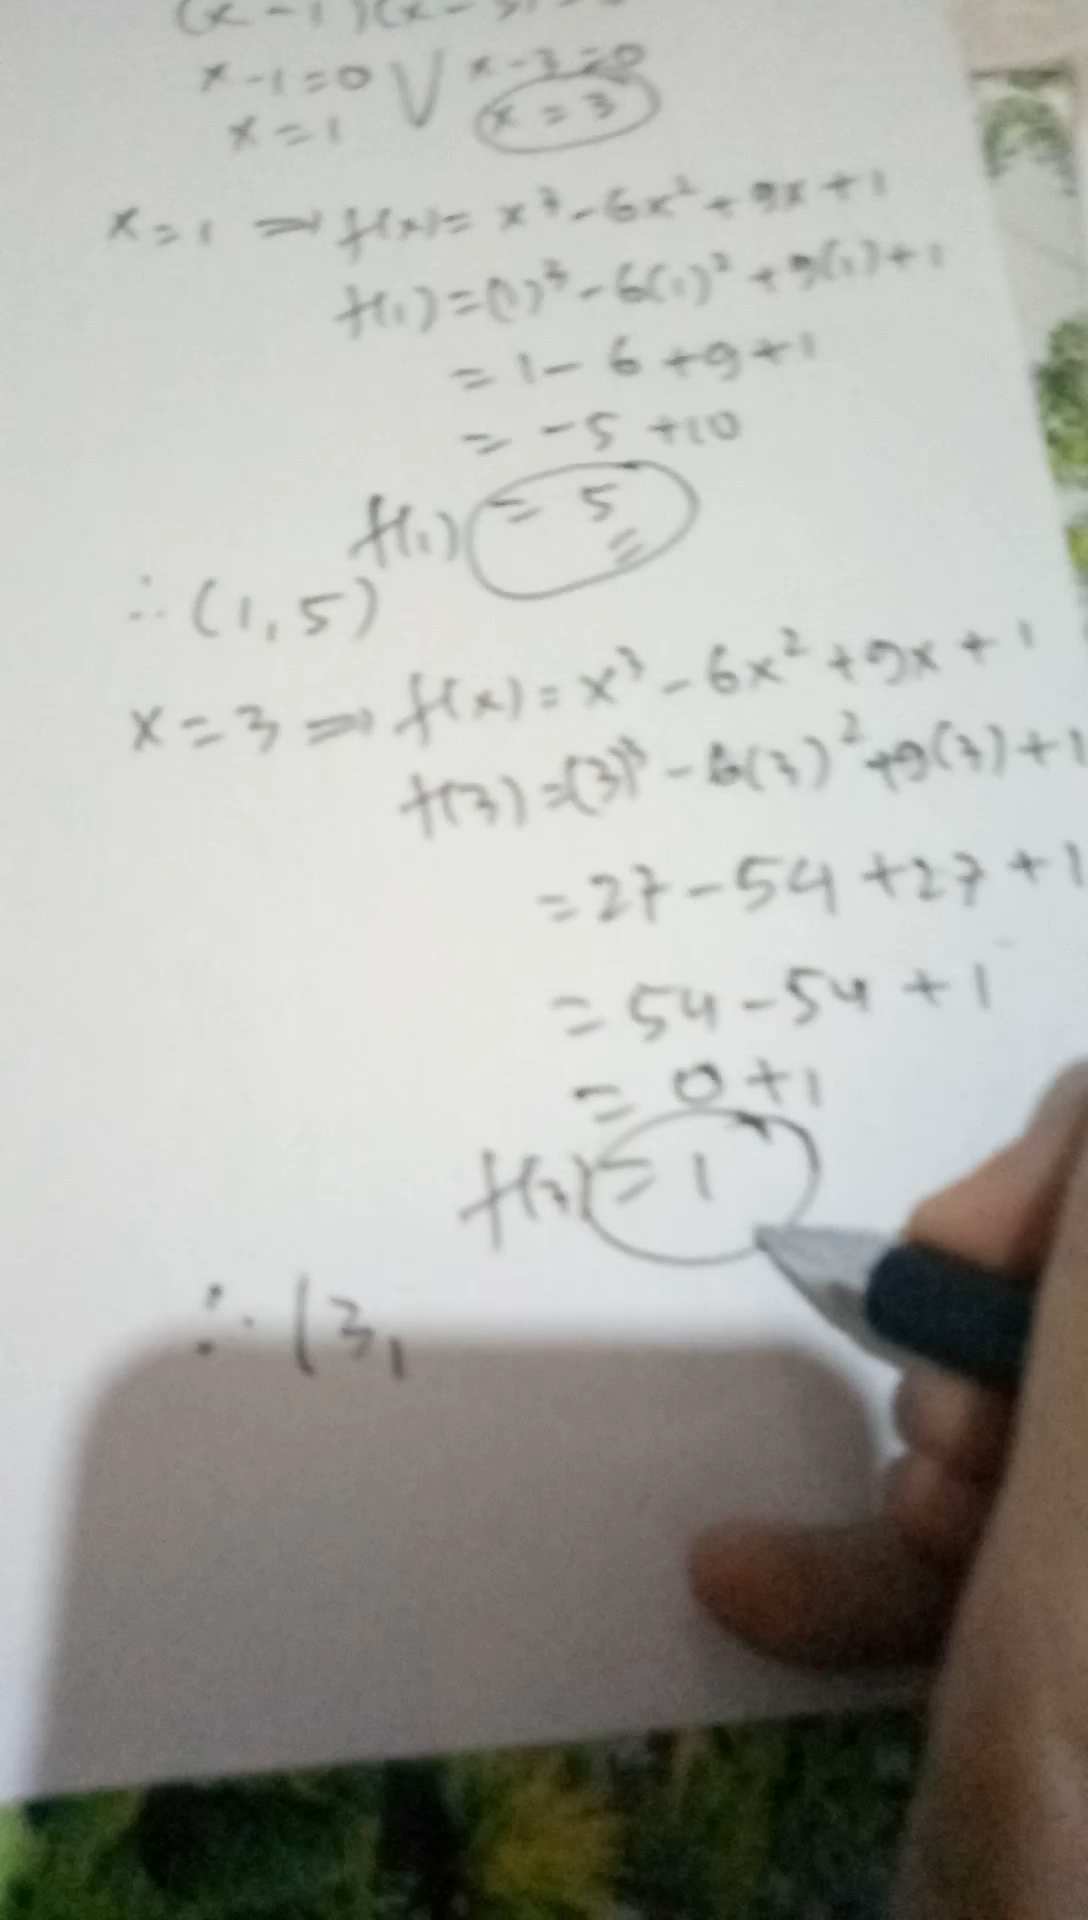 (x-1)(x-3)
x-1=0 ∨ x-3=0
x=1 x=3
x=1 ⇒ f(x)= x³-6x²+9x+1
f(1)=(1)³-6(1)²+9(1)+1
=1-6+9+1
=-5+10
f(1)=5
∴(1,5)
x=3 ⇒ f(x)=x³-6x²+9x+1
f(3)=(3)³-6(3)²+9(3)+1
=27-54+27+1
=54-54+1
=0+1
f(3)=1
∴(3,